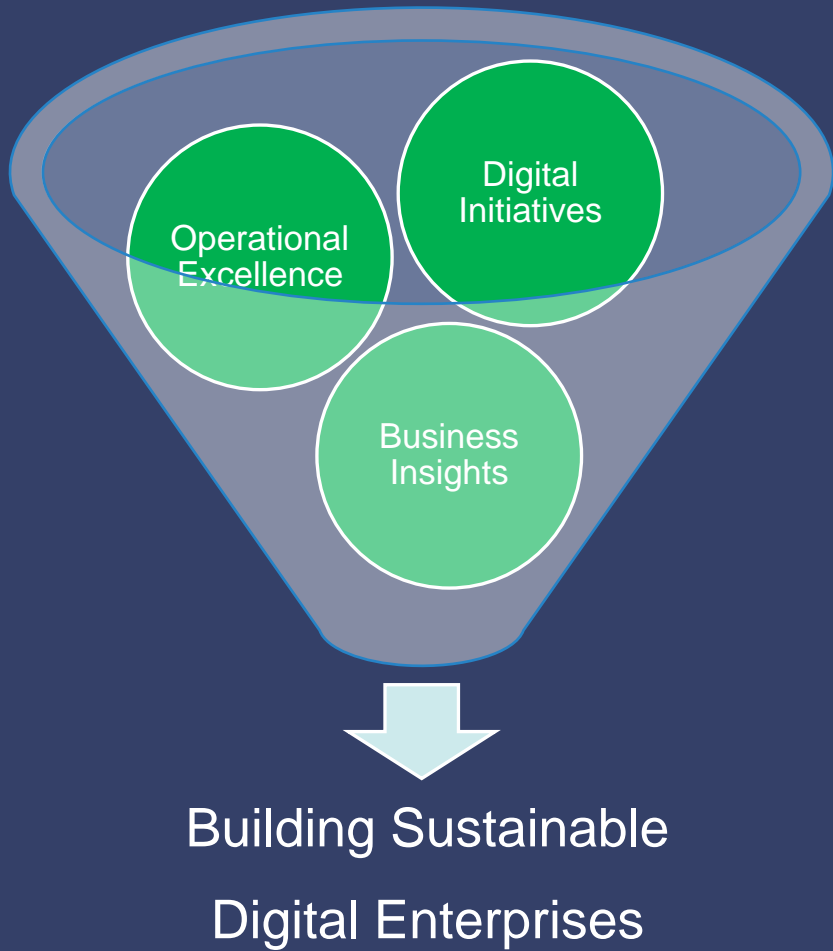 Digital
Initiatives
Operational
Excellence
Business
Insights
Building Sustainable
Digital Enterprises